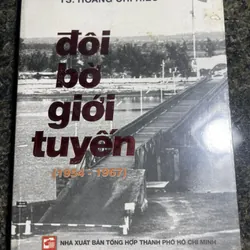 TS. HOÀNG CHÍ HIẾU
đôi
bờ
giới
tuyến
(1954 - 1967)
NHÀ XUẤT BẢN TỔNG HỢP THÀNH PHỐ HỒ CHÍ MINH